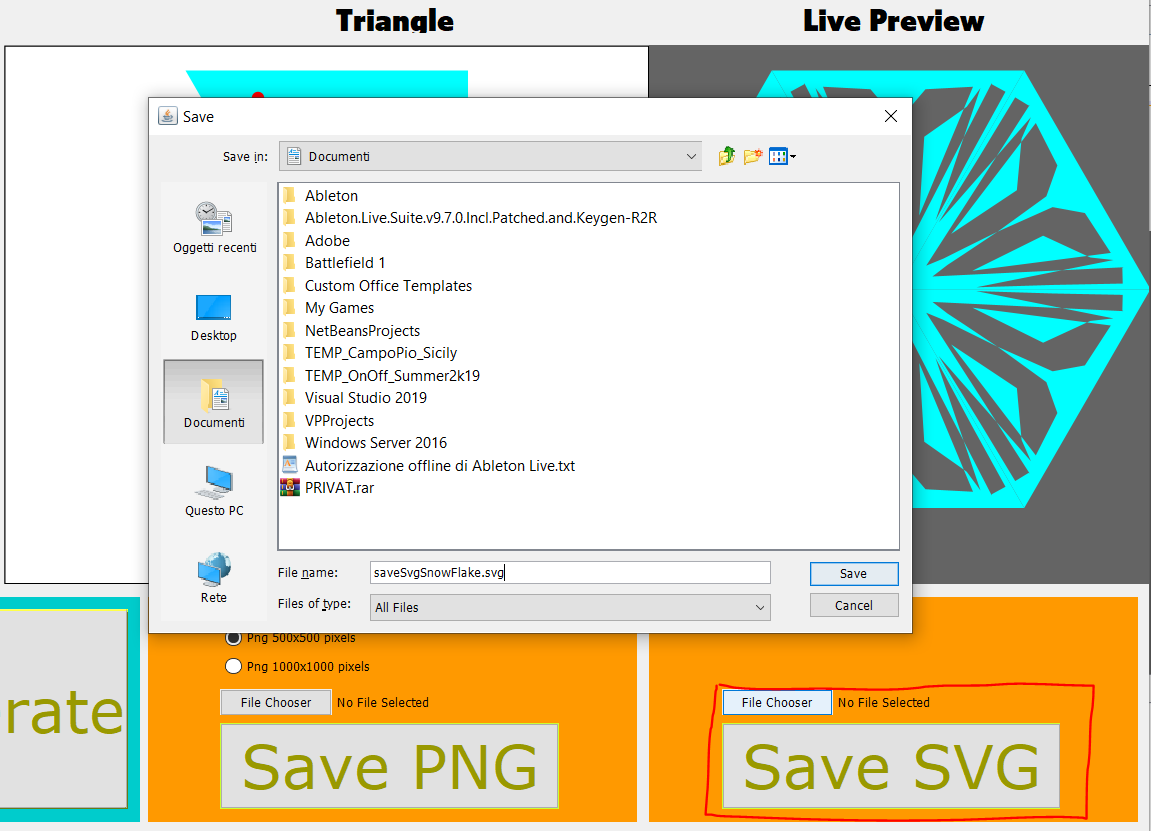 Triangle
Live Preview
Save
Save in:
Documenti
Oggetti recenti
Desktop
Documenti
Questo PC
Rete
Ableton
Ableton.Live.Suite.v9.7.0.Incl.Patched.and.Keygen-R2R
Adobe
Battlefield 1
Custom Office Templates
My Games
NetBeansProjects
TEMP_CampoPio_Sicily
TEMP_OnOff_Summer2k19
Visual Studio 2019
VPProjects
Windows Server 2016
Autorizzazione offline di Ableton Live.txt
PRIVAT.rar
File name:
saveSvgSnowFlake.svg
Save
Files of type:
All Files
Cancel
rate
Png 500x500 pixels
Png 1000x1000 pixels
File Chooser
No File Selected
Save PNG
File Chooser
No File Selected
Save SVG